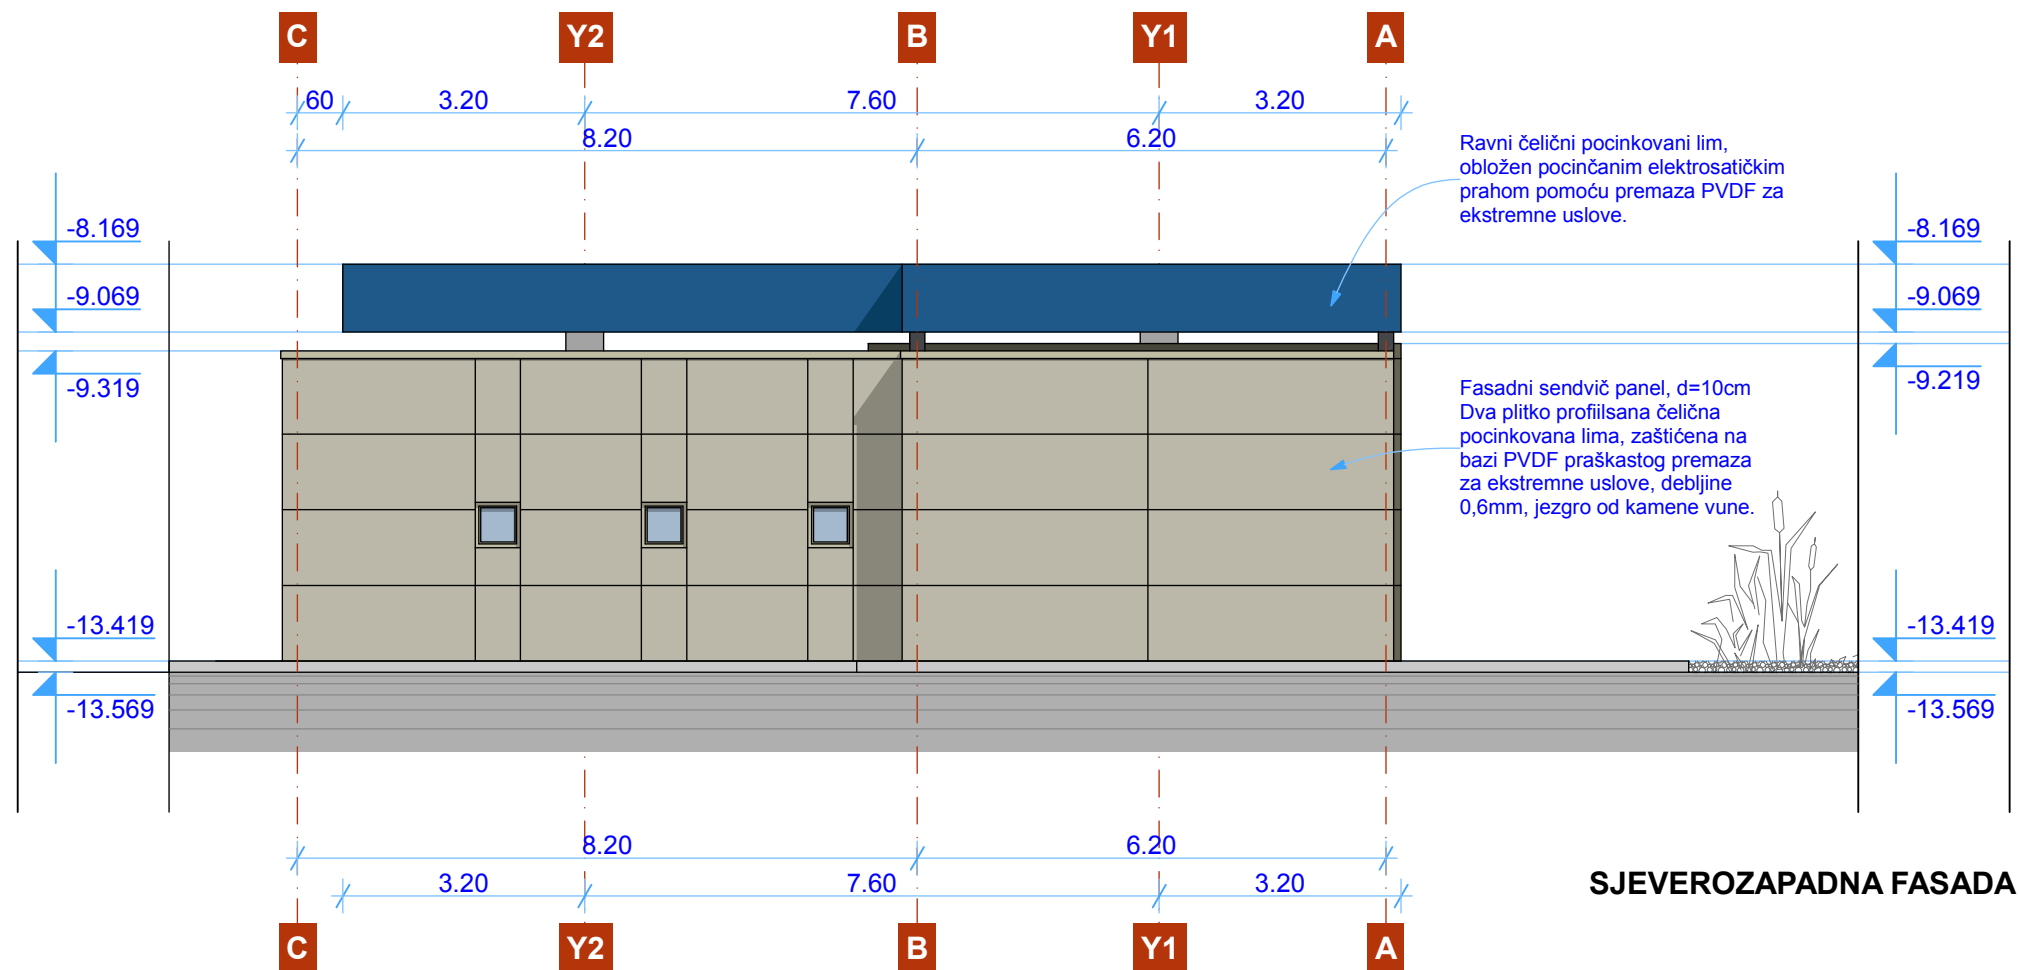 C Y2 B Y1 A
60 3.20 7.60 3.20
8.20 6.20
Ravni čelični pocinkovani lim,
obložen pocinčanim elektrosatičkim
prahom pomoću premaza PVDF za
ekstremne uslove.
-8.169 -8.169
-9.069 -9.069
-9.319 -9.219
Fasadni sendvič panel, d=10cm
Dva plitko profiilsana čelična
pocinkovana lima, zaštićena na
bazi PVDF praškastog premaza
za ekstremne uslove, debljine
0,6mm, jezgro od kamene vune.
-13.419 -13.419
-13.569 -13.569
8.20 6.20
3.20 7.60 3.20
SJEVEROZAPADNA FASADA
C Y2 B Y1 A